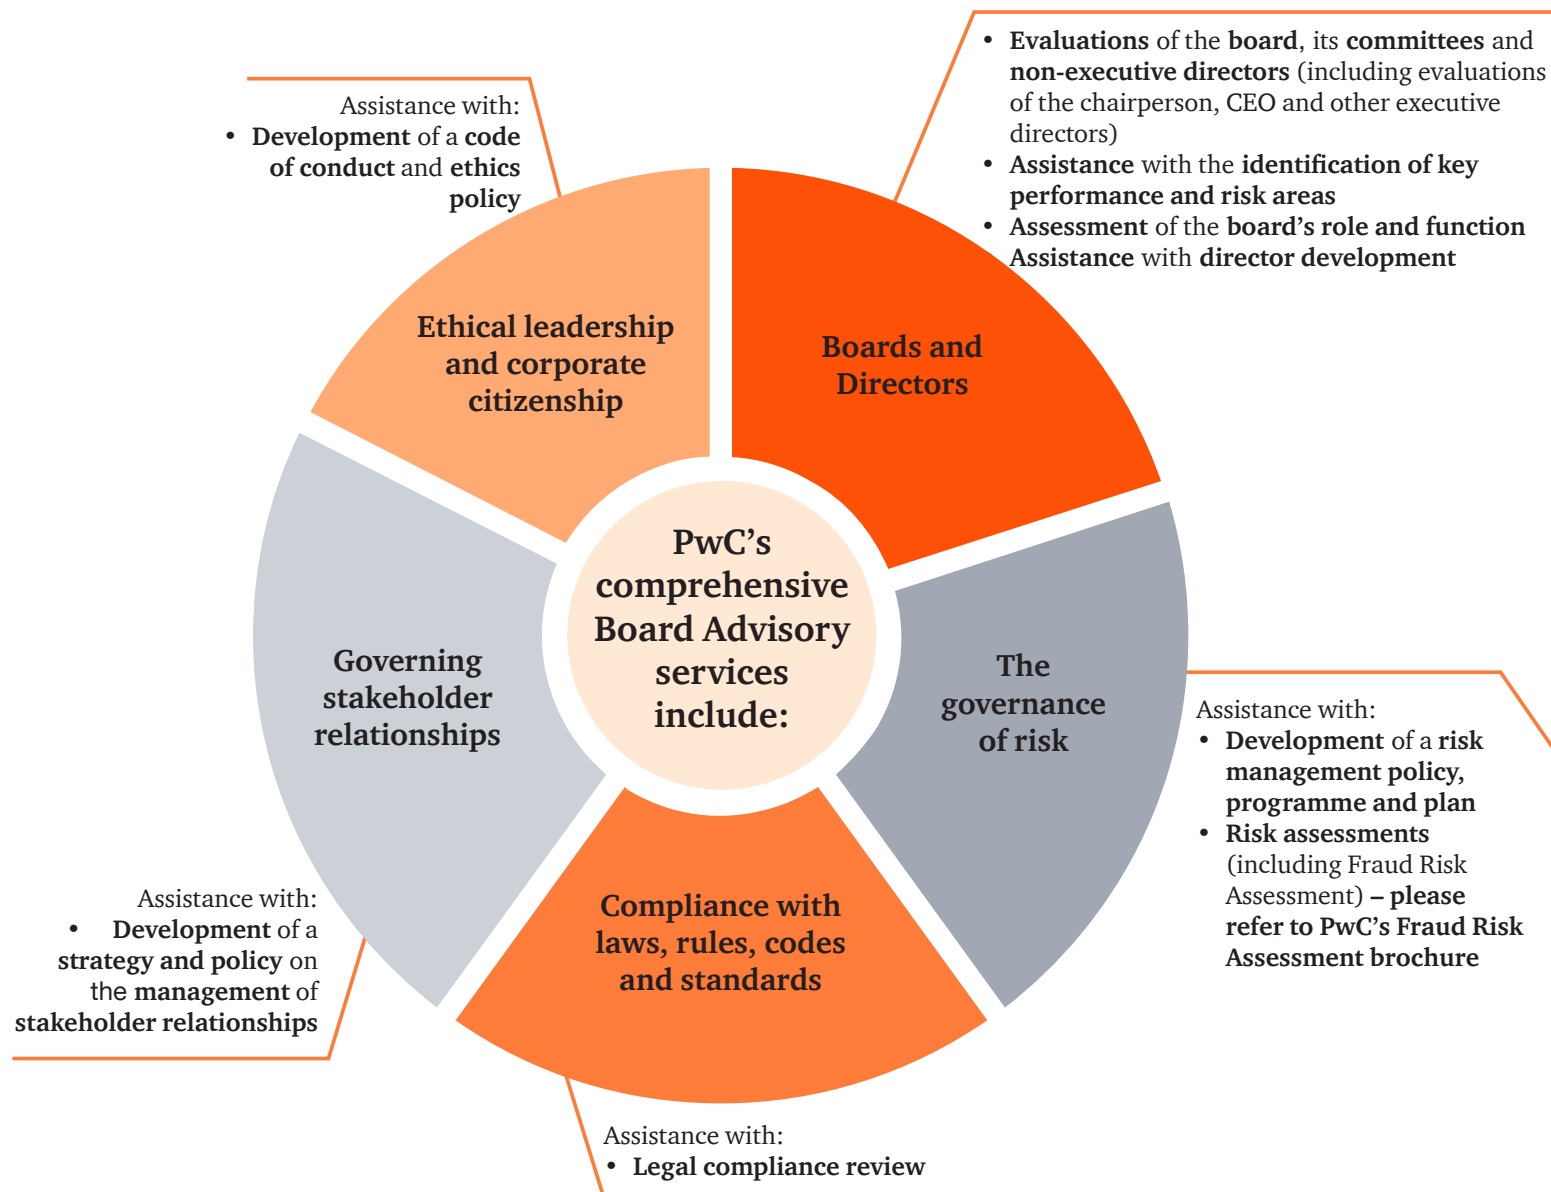 Assistance with:
• Development of a code
of conduct and ethics
policy
• Evaluations of the board, its committees and
non-executive directors (including evaluations
of the chairperson, CEO and other executive
directors)
• Assistance with the identification of key
performance and risk areas
• Assessment of the board’s role and function
Assistance with director development
Ethical leadership
and corporate
citizenship
Boards and
Directors
PwC’s
comprehensive
Board Advisory
services
include:
Governing
stakeholder
relationships
The
governance
of risk
Assistance with:
• Development of a risk
management policy,
programme and plan
• Risk assessments
(including Fraud Risk
Assessment) – please
refer to PwC’s Fraud Risk
Assessment brochure
Compliance with
laws, rules, codes
and standards
Assistance with:
• Development of a
strategy and policy on
the management of
stakeholder relationships
Assistance with:
• Legal compliance review